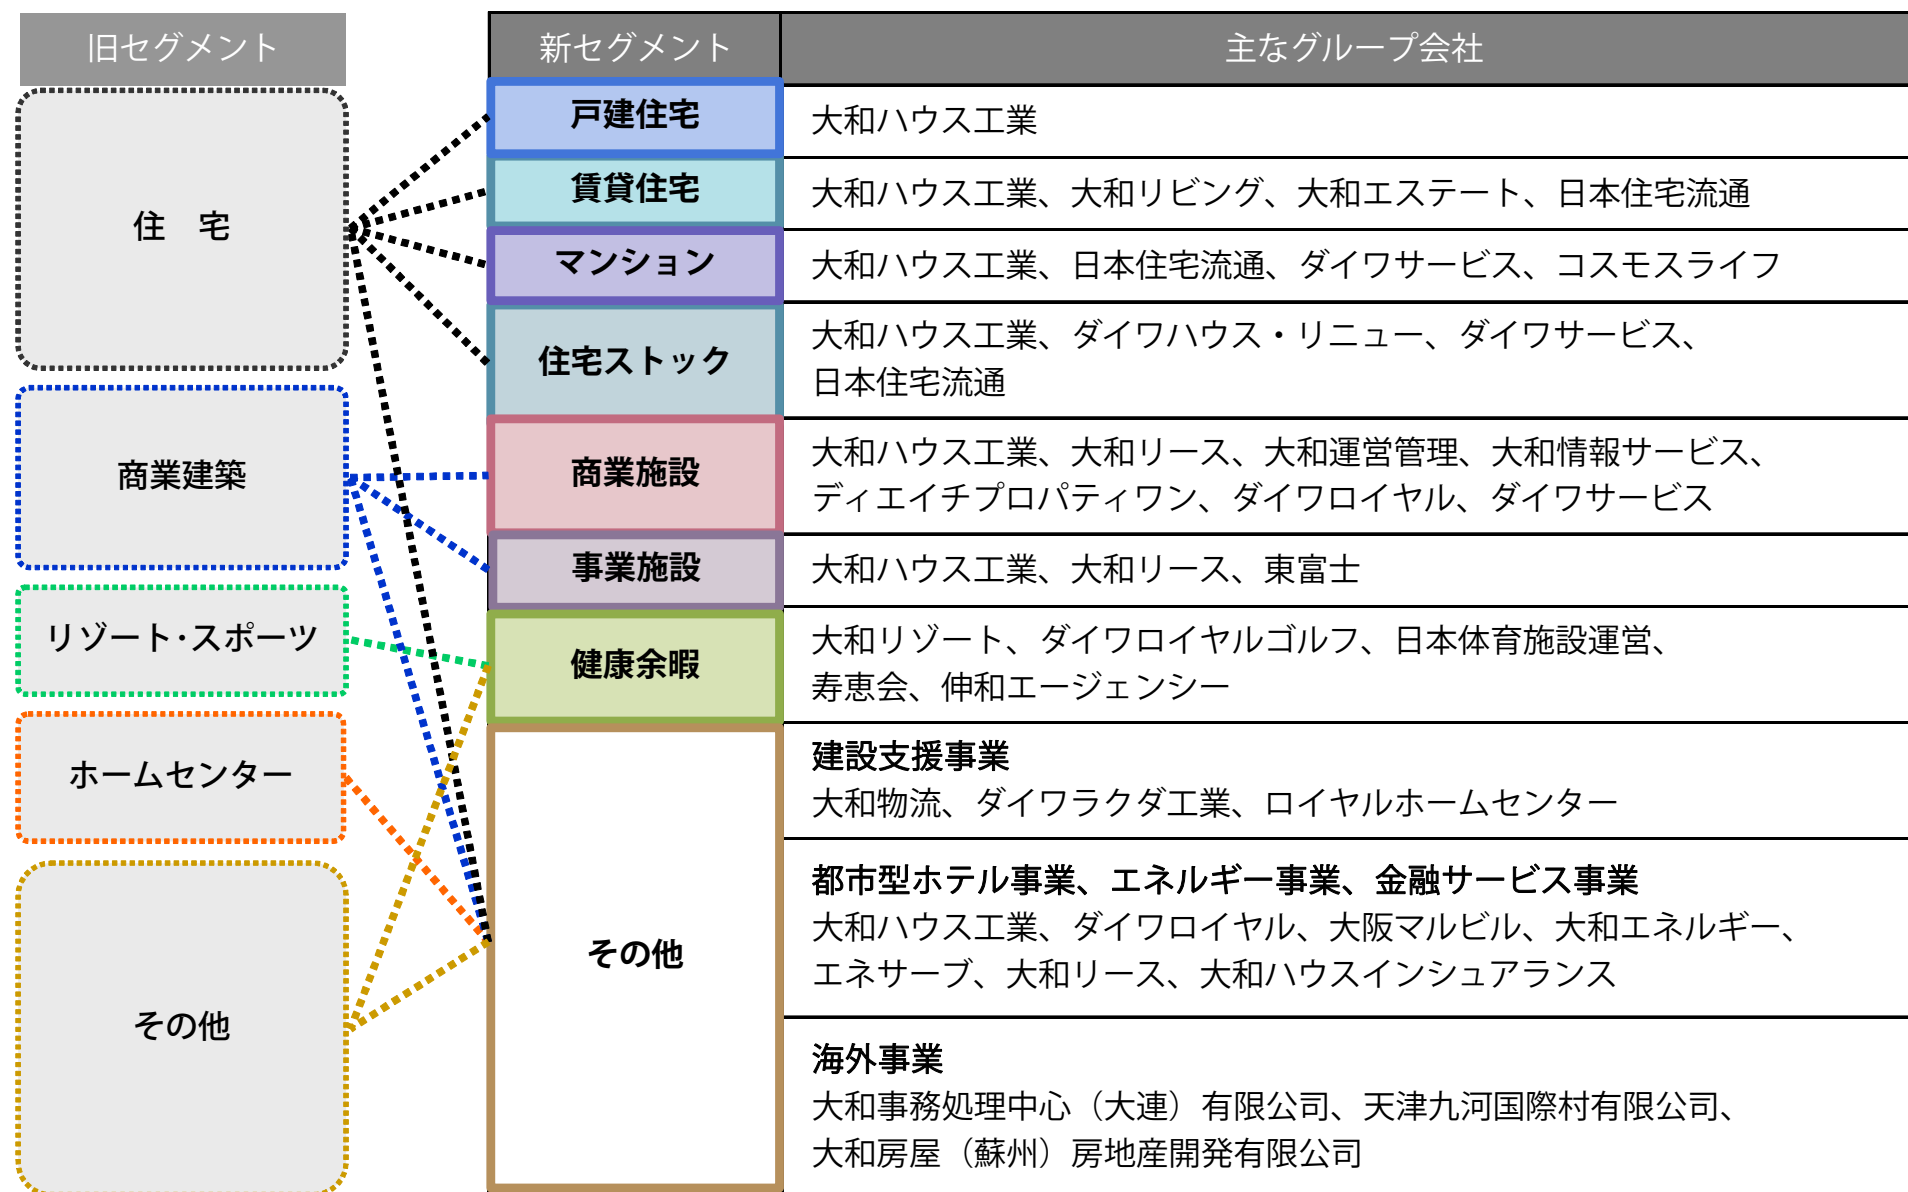 旧セグメント
新セグメント
主なグループ会社
住　宅
商業建築
リゾート・スポーツ
ホームセンター
その他
戸建住宅
大和ハウス工業
賃貸住宅
大和ハウス工業、大和リビング、大和エステート、日本住宅流通
マンション
大和ハウス工業、日本住宅流通、ダイワサービス、コスモスライフ
住宅ストック
大和ハウス工業、ダイワハウス・リニュー、ダイワサービス、
日本住宅流通
商業施設
大和ハウス工業、大和リース、大和運営管理、大和情報サービス、
ディエイチプロパティワン、ダイワロイヤル、ダイワサービス
事業施設
大和ハウス工業、大和リース、東富士
健康余暇
大和リゾート、ダイワロイヤルゴルフ、日本体育施設運営、
寿恵会、伸和エージェンシー
その他
建設支援事業
大和物流、ダイワラクダ工業、ロイヤルホームセンター
都市型ホテル事業、エネルギー事業、金融サービス事業
大和ハウス工業、ダイワロイヤル、大阪マルビル、大和エネルギー、
エネサーブ、大和リース、大和ハウスインシュアランス
海外事業
大和事務処理中心（大連）有限公司、天津九河国際村有限公司、
大和房屋（蘇州）房地産開発有限公司